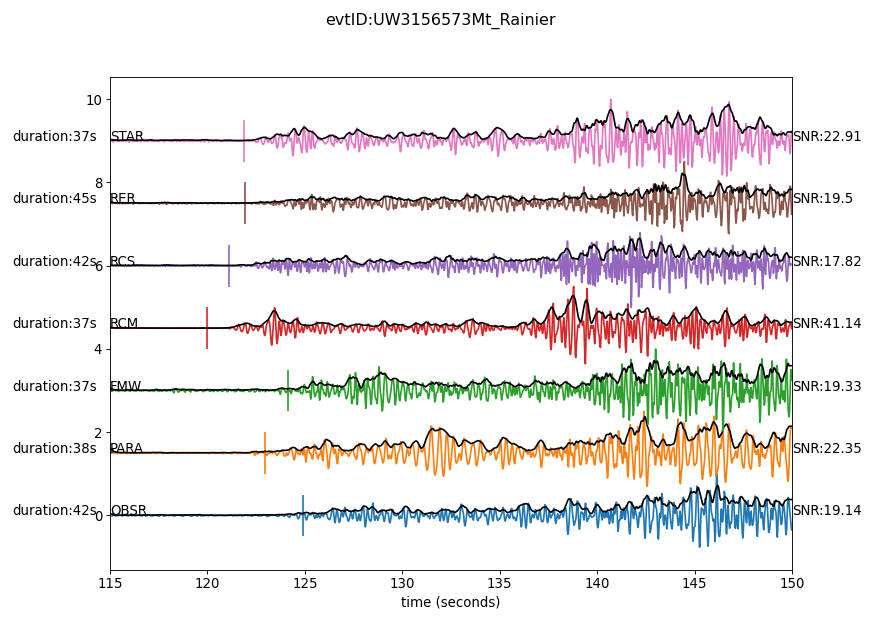 evtID:UW3156573Mt_Rainier
10
duration:37s STAR SNR:22.91
8
duration:45s RER SNR:19.5
duration:42s RCS SNR:17.82
6
duration:37s RCM SNR:41.14
4
duration:37s FMW SNR:19.33
2
duration:38s PARA SNR:22.35
duration:42s OBSR SNR:19.14
0
115 120 125 130 135 140 145 150
time (seconds)